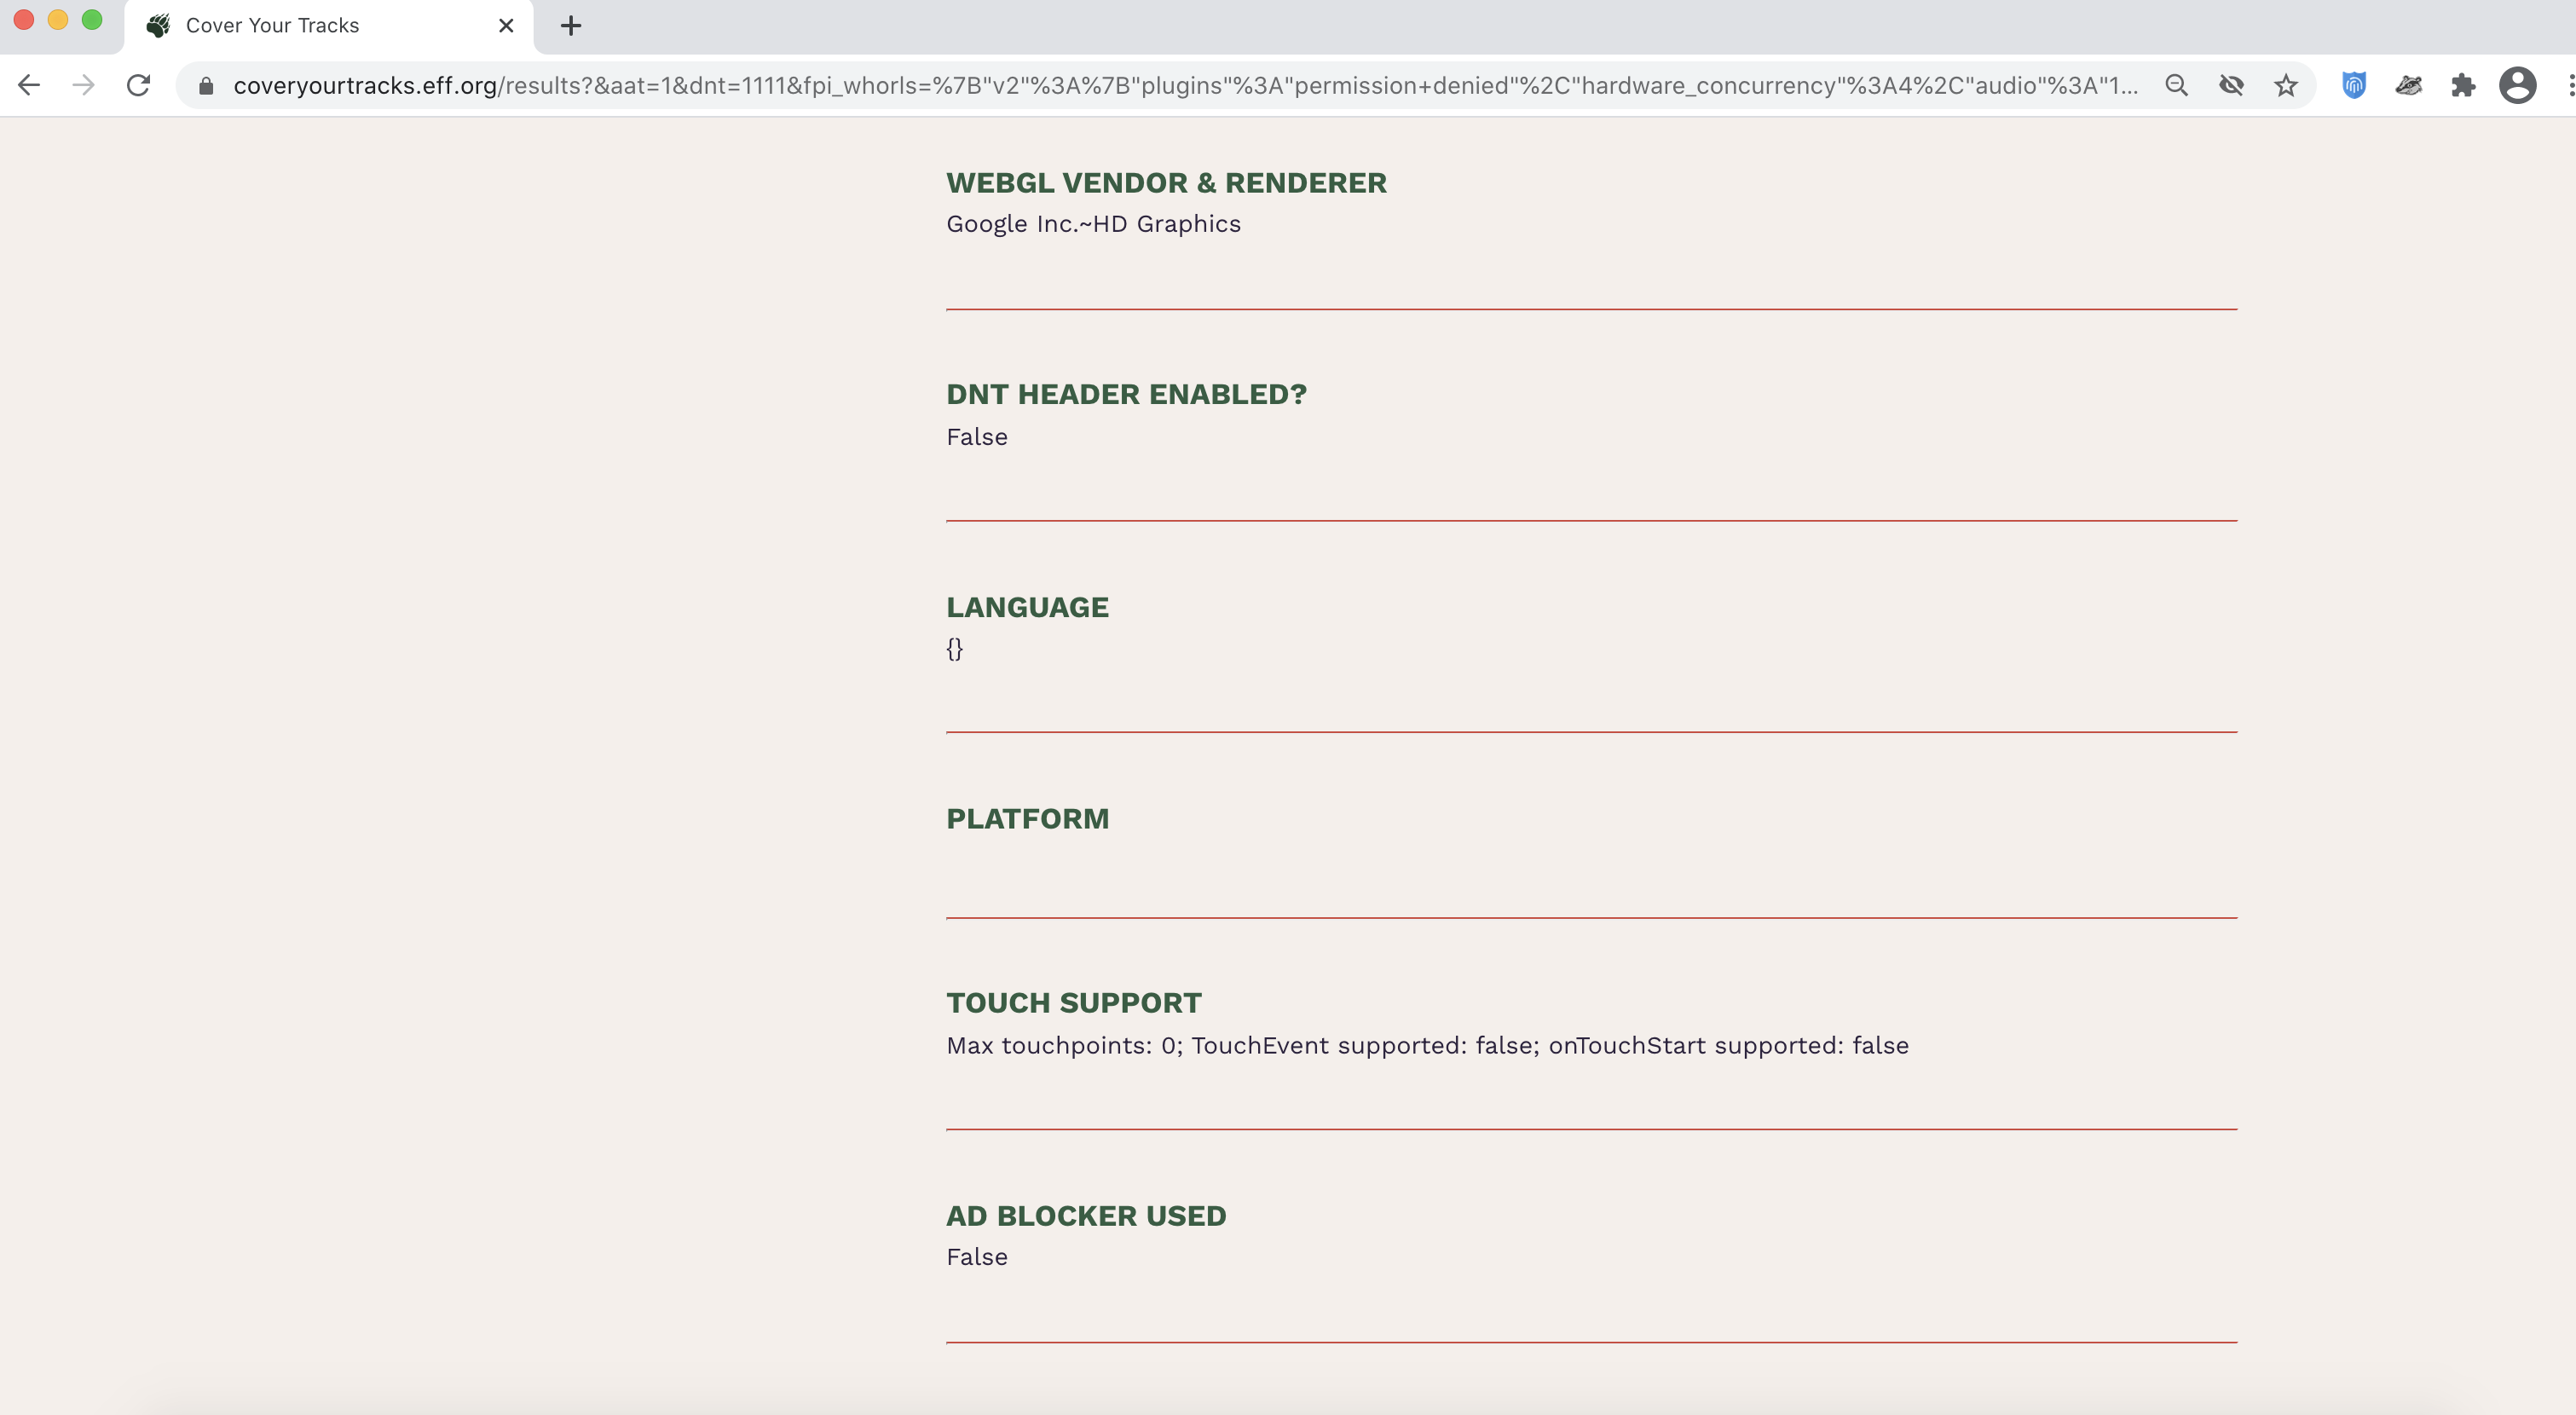 Cover Your Tracks
coveryourtracks.eff.org/results?&aat=1&dnt=1111&fpi_whorls=%7B"v2"%3A%7B"plugins"%3A"permission+denied"%2C"hardware_concurrency"%3A4%2C"audio"%3A"1...
WEBGL VENDOR & RENDERER
Google Inc.~HD Graphics
DNT HEADER ENABLED?
False
LANGUAGE
{}
PLATFORM
TOUCH SUPPORT
Max touchpoints: 0; TouchEvent supported: false; onTouchStart supported: false
AD BLOCKER USED
False